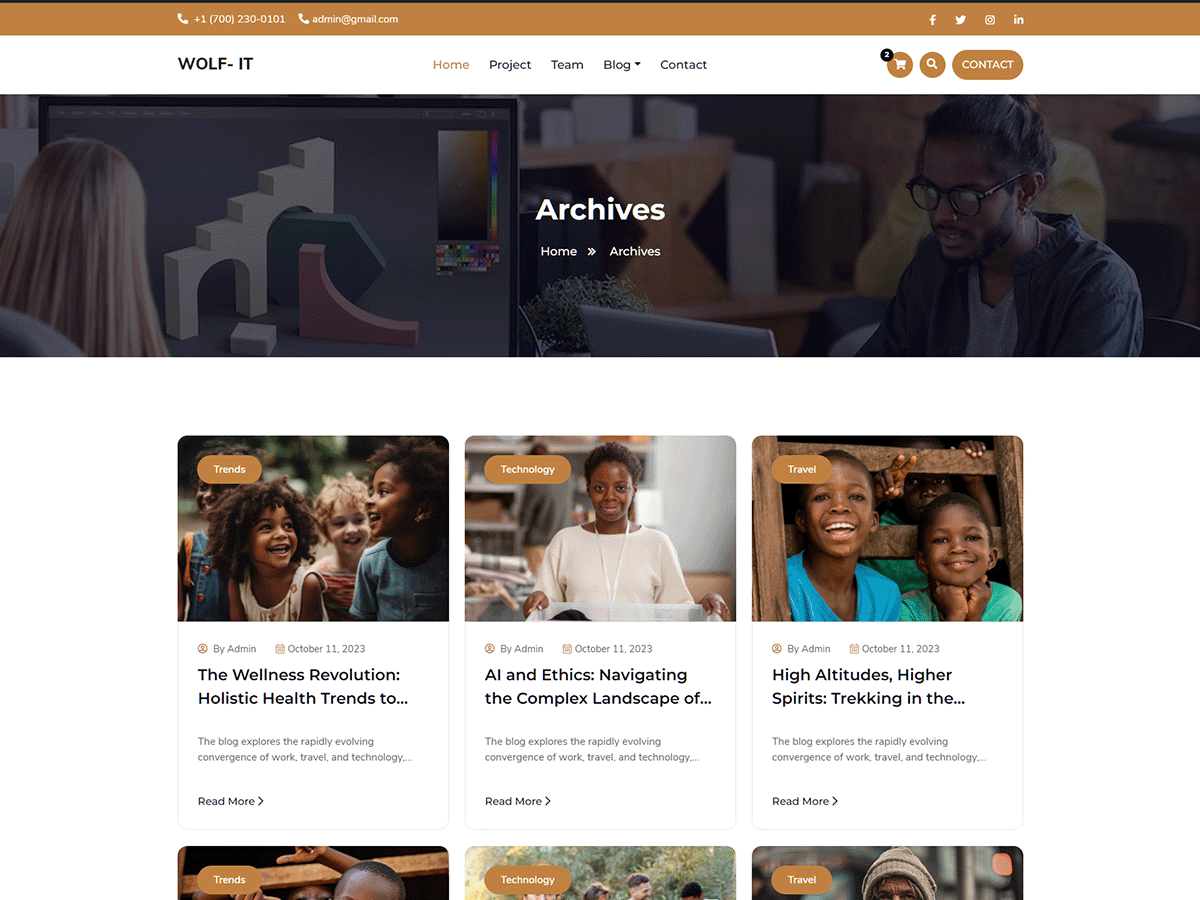 +1 (700) 230-0101 admin@gmail.com
WOLF- IT
Home Project Team Blog Contact
2
CONTACT
Archives
Home » Archives
Trends
By Admin October 11, 2023
The Wellness Revolution:
Holistic Health Trends to...
The blog explores the rapidly evolving
convergence of work, travel, and technology,...
Read More
Technology
By Admin October 11, 2023
AI and Ethics: Navigating
the Complex Landscape of...
The blog explores the rapidly evolving
convergence of work, travel, and technology,...
Read More
Travel
By Admin October 11, 2023
High Altitudes, Higher
Spirits: Trekking in the...
The blog explores the rapidly evolving
convergence of work, travel, and technology,...
Read More
Trends
Technology
Travel